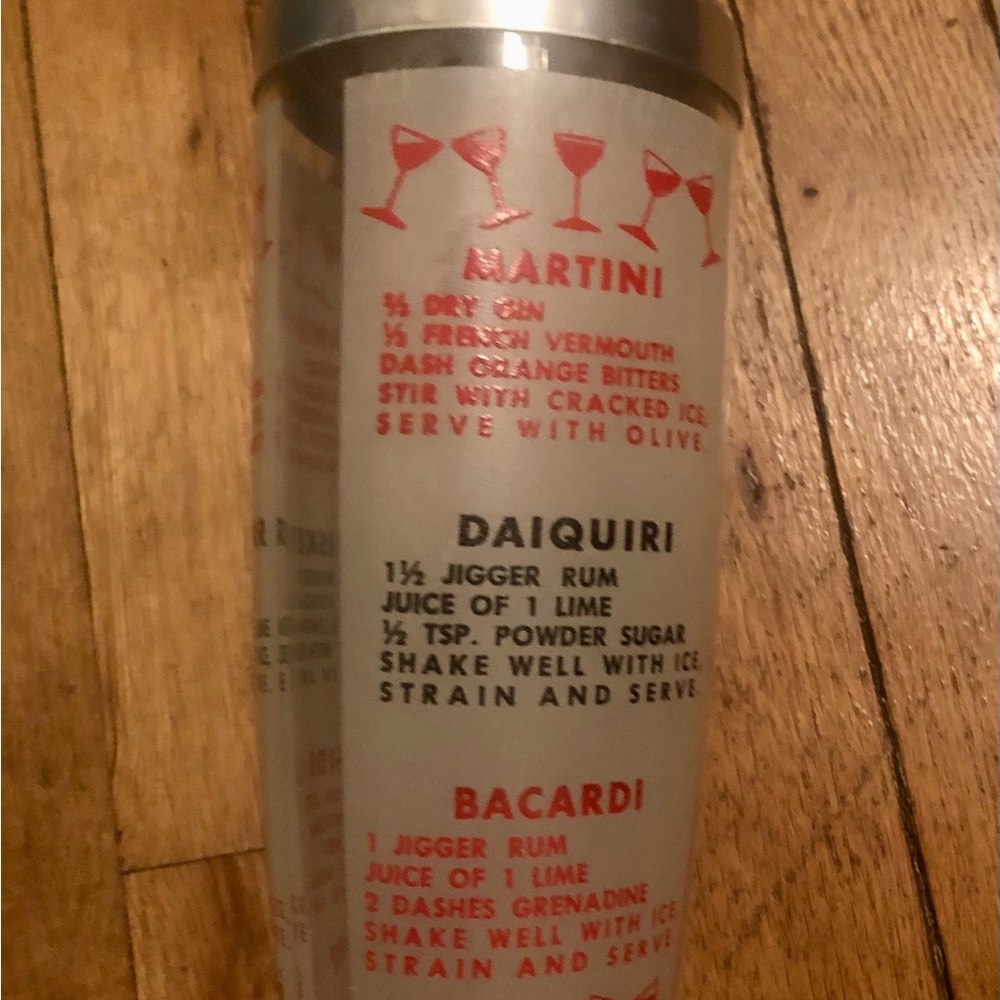 MARTINI
⅔ DRY GIN
⅓ FRENCH VERMOUTH
DASH ORANGE BITTERS
STIR WITH CRACKED ICE,
SERVE WITH OLIVE.
DAIQUIRI
1½ JIGGER RUM
JUICE OF 1 LIME
½ TSP. POWDER SUGAR
SHAKE WELL WITH ICE,
STRAIN AND SERVE.
BACARDI
1 JIGGER RUM
JUICE OF 1 LIME
2 DASHES GRENADINE
SHAKE WELL WITH ICE
STRAIN AND SERVE